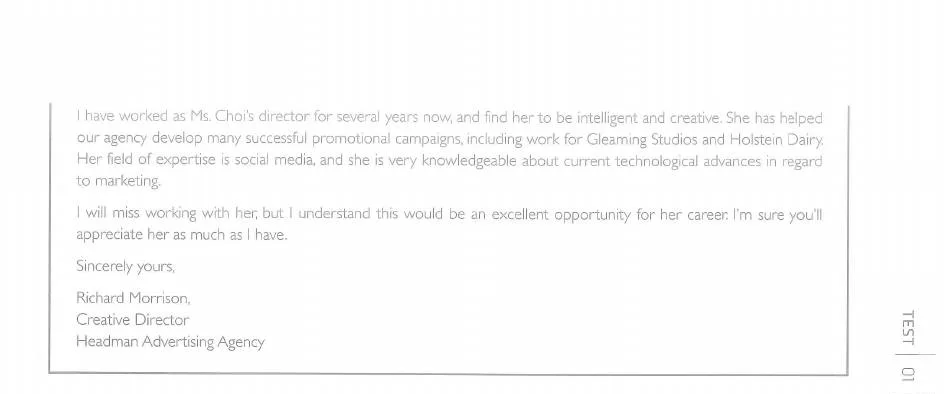 I have worked as Ms. Choi's director for several years now, and find her to be intelligent and creative. She has helped
our agency develop many successful promotional campaigns, including work for Gleaming Studios and Holstein Dairy.
Her field of expertise is social media, and she is very knowledgeable about current technological advances in regard
to marketing.
I will miss working with her, but I understand this would be an excellent opportunity for her career. I'm sure you'll
appreciate her as much as I have.
Sincerely yours,
Richard Morrison,
Creative Director
Headman Advertising Agency
TEST | 01